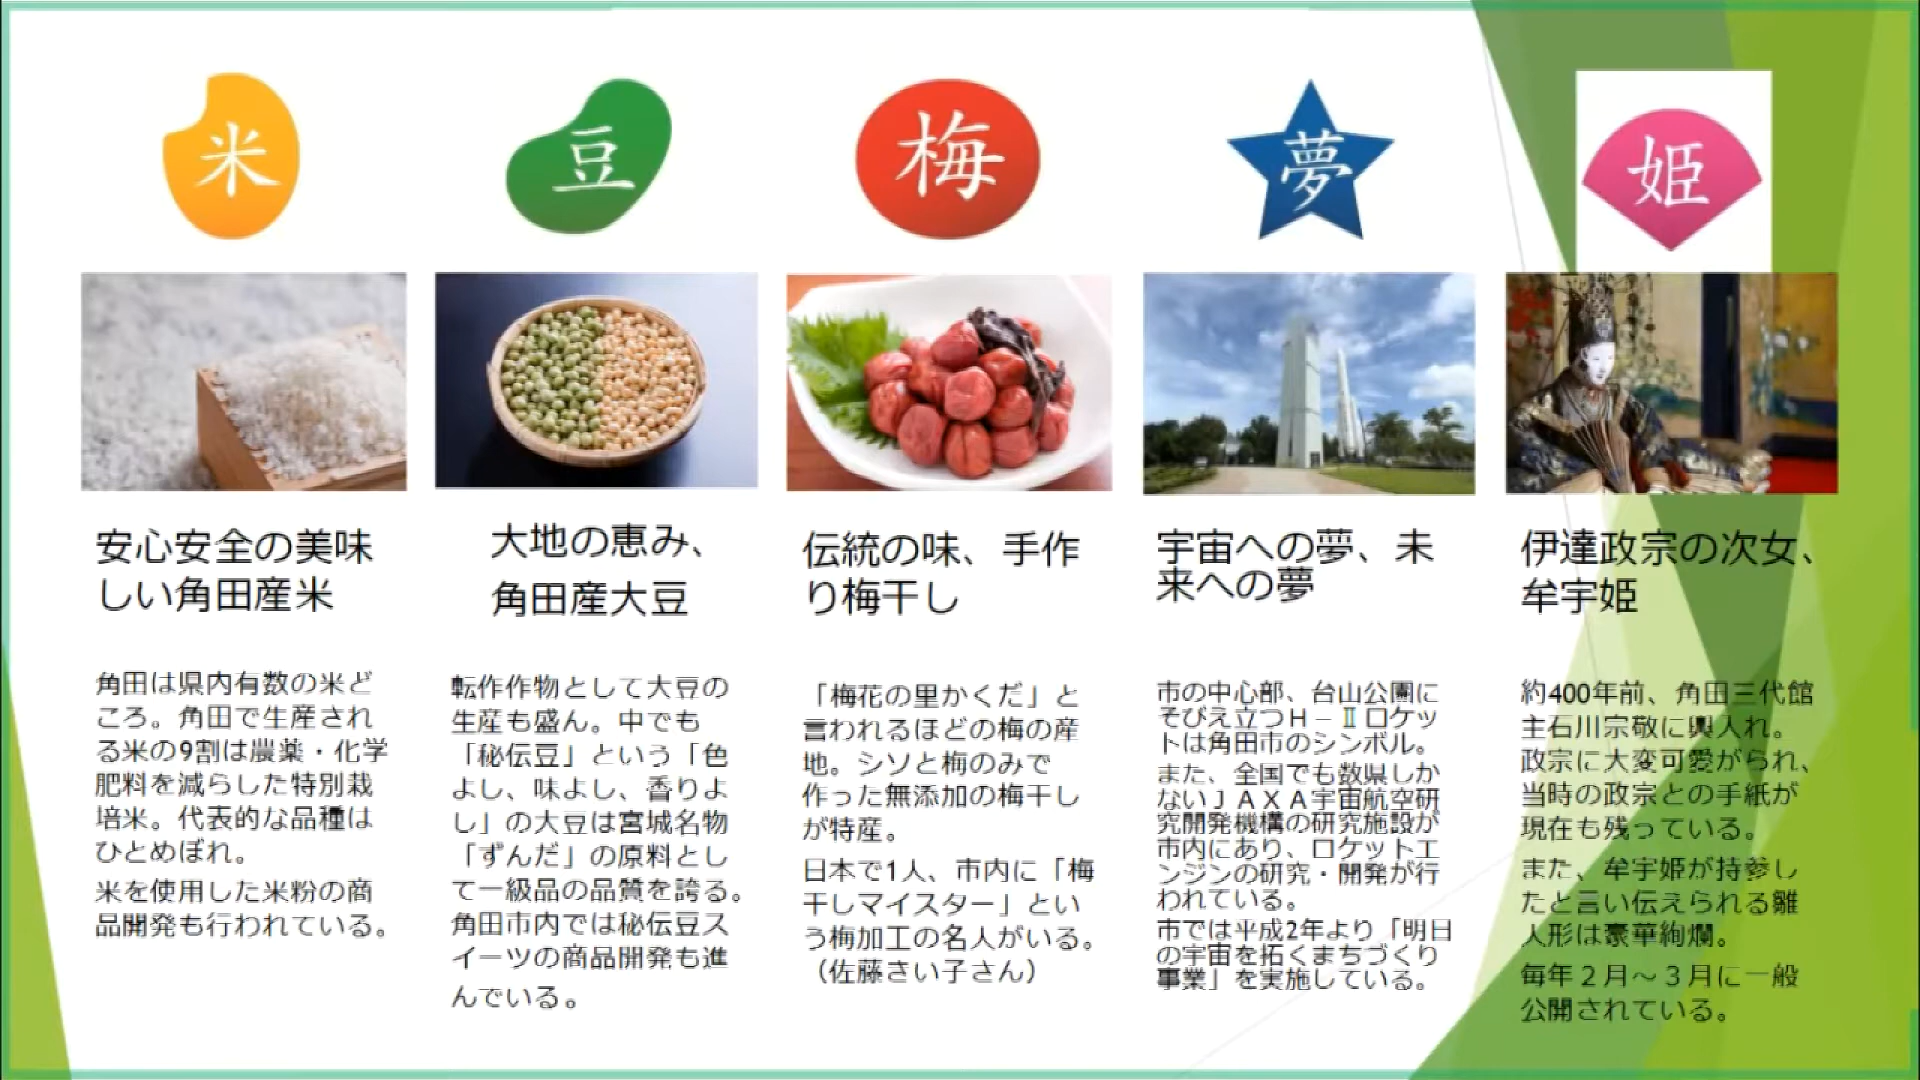 米
安心安全の美味
しい角田産米
角田は県内有数の米ど
ころ。角田で生産され
る米の9割は農薬・化学
肥料を減らした特別栽
培米。代表的な品種は
ひとめぼれ。
米を使用した米粉の商
品開発も行われている。
豆
大地の恵み、
角田産大豆
転作作物として大豆の
生産も盛ん。中でも
「秘伝豆」という「色
よし、味よし、香りよ
し」の大豆は宮城名物
「ずんだ」の原料とし
て一級品の品質を誇る。
角田市内では秘伝豆ス
イーツの商品開発も進
んでいる。
梅
伝統の味、手作
り梅干し
「梅花の里かくだ」と
言われるほどの梅の産
地。シソと梅のみで
作った無添加の梅干し
が特産。
日本で1人、市内に「梅
干しマイスター」とい
う梅加工の名人がいる。
（佐藤さい子さん）
夢
宇宙への夢、未
来への夢
市の中心部、台山公園に
そびえ立つＨ－Ⅱロケッ
トは角田市のシンボル。
また、全国でも数県しか
ないＪＡＸＡ宇宙航空研
究開発機構の研究施設が
市内にあり、ロケットエ
ンジンの研究・開発が行
われている。
市では平成2年より「明日
の宇宙を拓くまちづくり
事業」を実施している。
姫
伊達政宗の次女、
牟宇姫
約400年前、角田三代館
主石川宗敬に輿入れ。
政宗に大変可愛がられ、
当時の政宗との手紙が
現在も残っている。
また、牟宇姫が持参し
たと言い伝えられる雛
人形は豪華絢爛。
毎年２月～３月に一般
公開されている。